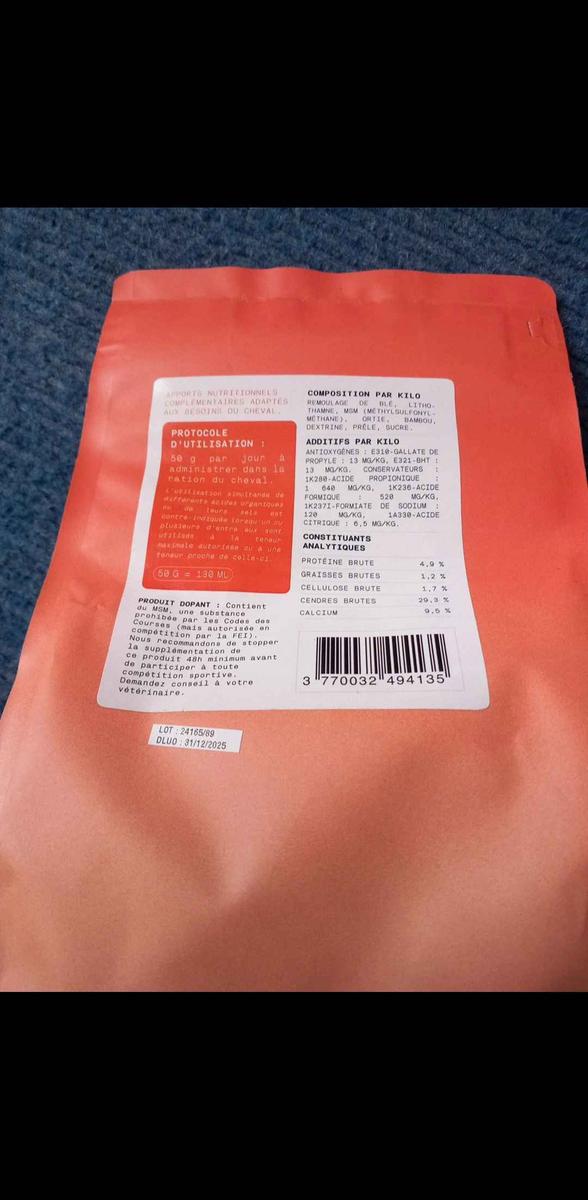 APPORTS NUTRITIONNELS
COMPLÉMENTAIRES ADAPTÉS
AUX BESOINS DU CHEVAL.
PROTOCOLE
D'UTILISATION :
50 g par jour à
administrer dans la
ration du cheval.
L'utilisation simultanée de
différents acides organiques
ou de leurs sels est
contre-indiquée lorsqu'un ou
plusieurs d'entre eux sont
utilisés à la teneur
maximale autorisée ou à une
teneur proche de celle-ci.
50 G = 130 ML
PRODUIT DOPANT : Contient
du MSM, une substance
prohibée par les Codes des
Courses (mais autorisée en
compétition par la FEI).
Nous recommandons de stopper
la supplémentation de
ce produit 48h minimum avant
de participer à toute
compétition sportive.
Demandez conseil à votre
vétérinaire.
COMPOSITION PAR KILO
REMOULAGE DE BLÉ, LITHO-
THAMNE, MSM (MÉTHYLSULFONYL-
MÉTHANE), ORTIE, BAMBOU,
DEXTRINE, PRÊLE, SUCRE.
ADDITIFS PAR KILO
ANTIOXYGÈNES : E310-GALLATE DE
PROPYLE : 13 MG/KG, E321-BHT :
13 MG/KG. CONSERVATEURS :
1K280-ACIDE PROPIONIQUE :
1 640 MG/KG, 1K236-ACIDE
FORMIQUE : 520 MG/KG,
1K237I-FORMIATE DE SODIUM :
120 MG/KG, 1A330-ACIDE
CITRIQUE : 6,5 MG/KG.
CONSTITUANTS
ANALYTIQUES
PROTÉINE BRUTE 4,9 %
GRAISSES BRUTES 1,2 %
CELLULOSE BRUTE 1,7 %
CENDRES BRUTES 29,3 %
CALCIUM 9,5 %
3 770032 494135
LOT : 24165/89
DLUO : 31/12/2025